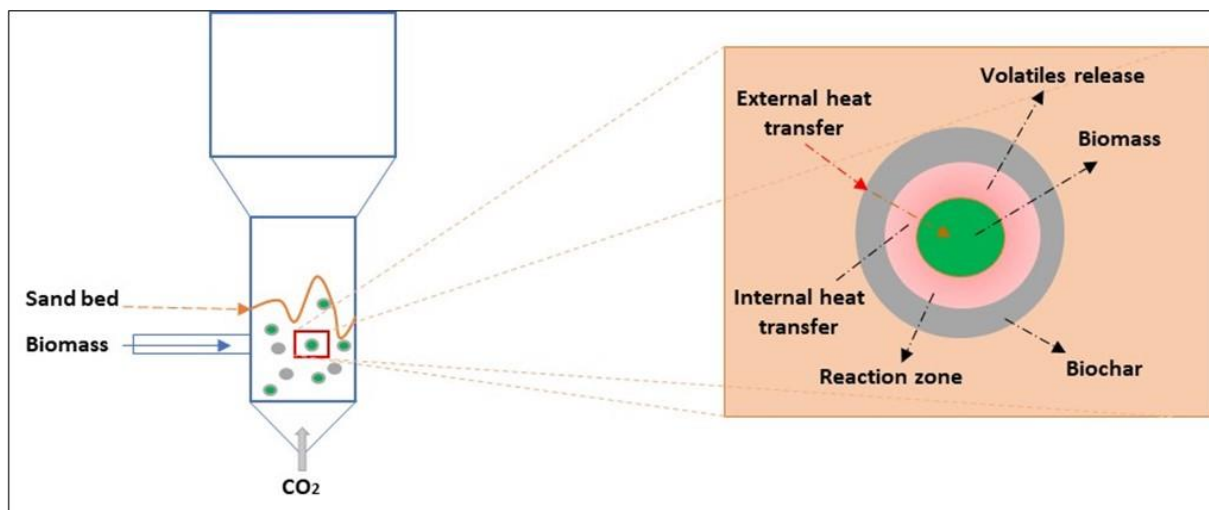 Sand bed
Biomass
CO₂
Volatiles release
External heat
transfer
Biomass
Internal heat
transfer
Reaction zone
Biochar